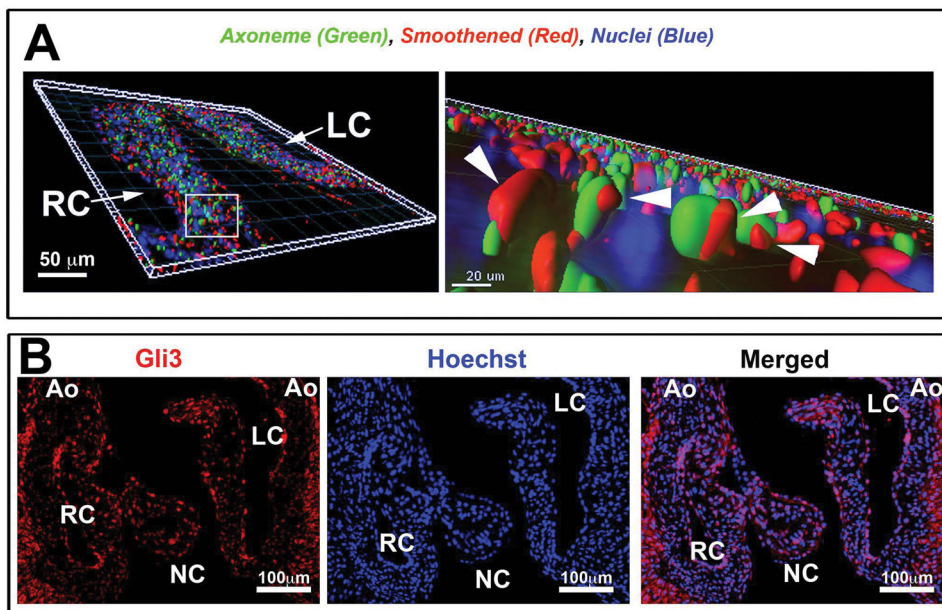 A
Axoneme (Green), Smoothened (Red), Nuclei (Blue)
LC
RC
50 μm
20 um
B
Gli3
Hoechst
Merged
Ao
Ao
LC
RC
NC
100μm
LC
RC
NC
100μm
Ao
Ao
LC
RC
NC
100μm